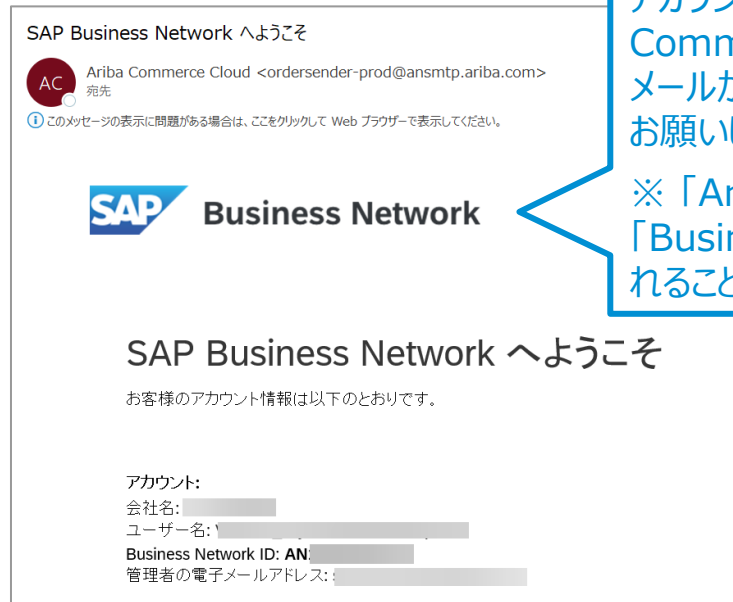 SAP Business Network へようこそ
AC
Ariba Commerce Cloud <ordersender-prod@ansmtp.ariba.com>
宛先
このメッセージの表示に問題がある場合は、ここをクリックして Web ブラウザーで表示してください。
SAP Business Network
SAP Business Network へようこそ
お客様のアカウント情報は以下のとおりです。
アカウント:
会社名:
ユーザー名:
Business Network ID: AN
管理者の電子メールアドレス:
アカウン
Comm
メールが
お願い
※「A
「Busi
れること